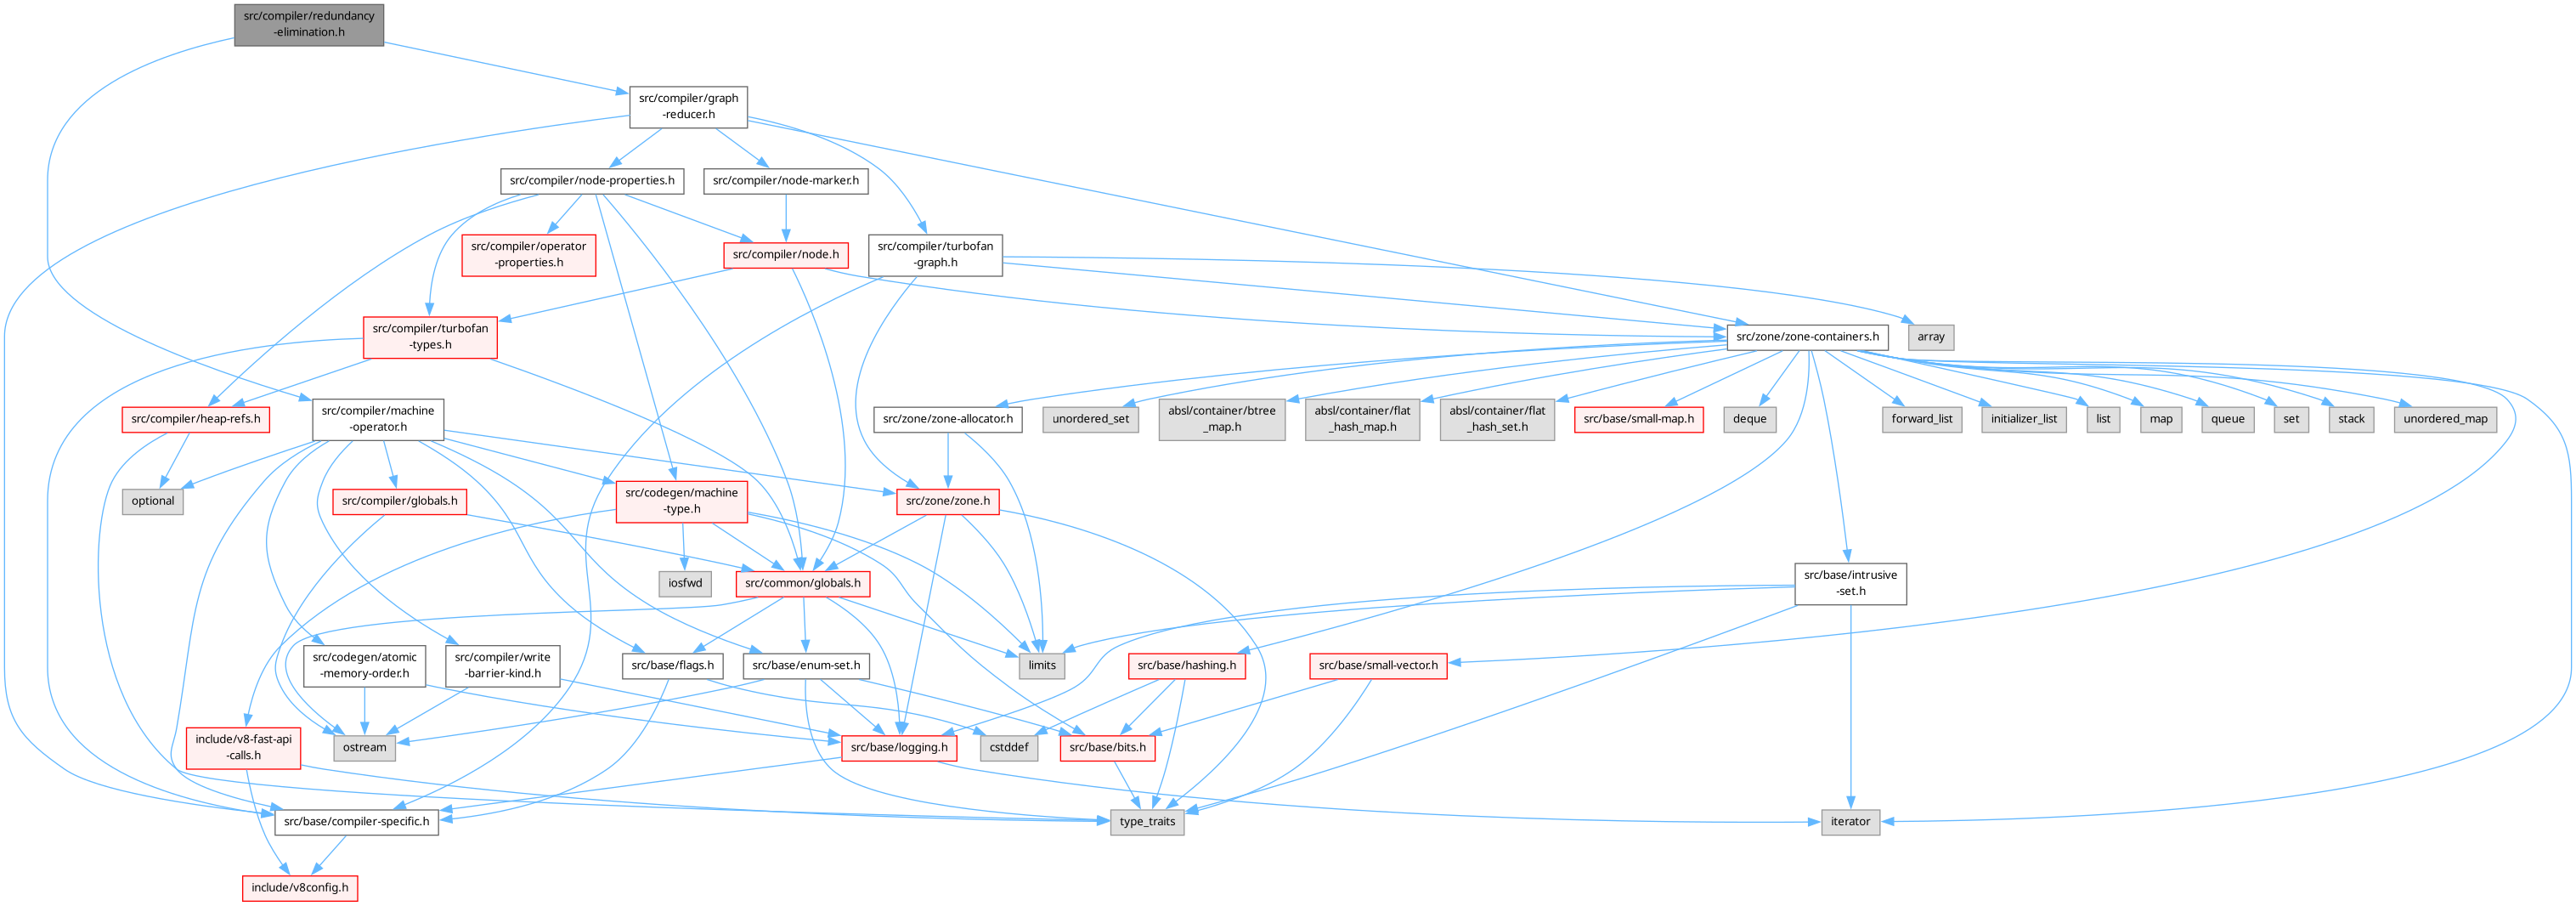 src/compiler/redundancy
-elimination.h
src/compiler/graph
-reducer.h
src/compiler/node-properties.h
src/compiler/node-marker.h
src/compiler/operator
-properties.h
src/compiler/node.h
src/compiler/turbofan
-graph.h
src/compiler/turbofan
-types.h
src/zone/zone-containers.h
array
src/compiler/heap-refs.h
src/compiler/machine
-operator.h
src/zone/zone-allocator.h
unordered_set
absl/container/btree
_map.h
absl/container/flat
_hash_map.h
absl/container/flat
_hash_set.h
src/base/small-map.h
deque
forward_list
initializer_list
list
map
queue
set
stack
unordered_map
optional
src/compiler/globals.h
src/codegen/machine
-type.h
src/zone/zone.h
iosfwd
src/common/globals.h
src/base/intrusive
-set.h
src/codegen/atomic
-memory-order.h
src/compiler/write
-barrier-kind.h
src/base/flags.h
src/base/enum-set.h
limits
src/base/hashing.h
src/base/small-vector.h
include/v8-fast-api
-calls.h
ostream
src/base/logging.h
cstddef
src/base/bits.h
src/base/compiler-specific.h
type_traits
iterator
include/v8config.h